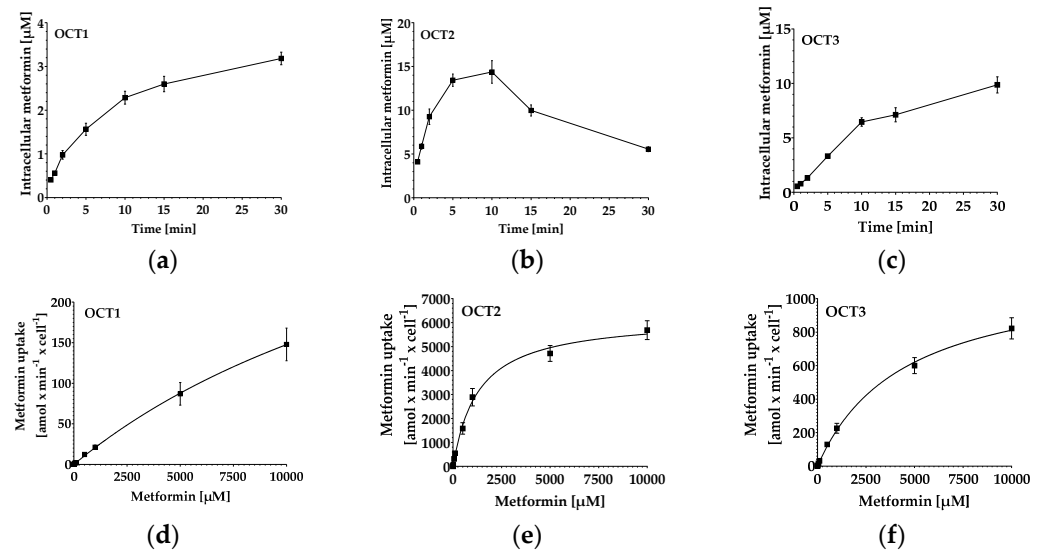 OCT1
Intracellular metformin [µM]
4
3
2
1
0
0 5 10 15 20 25 30
Time [min]
(a)
OCT2
Intracellular metformin [µM]
20
15
10
5
0
0 5 10 15 20 25 30
Time [min]
(b)
OCT3
Intracellular metformin [µM]
15
10
5
0
0 5 10 15 20 25 30
Time [min]
(c)
OCT1
Metformin uptake
[amol x min⁻¹ x cell⁻¹]
200
150
100
50
0
0 2500 5000 7500 10000
Metformin [µM]
(d)
OCT2
Metformin uptake
[amol x min⁻¹ x cell⁻¹]
7000
6000
5000
4000
3000
2000
1000
0
0 2500 5000 7500 10000
Metformin [µM]
(e)
OCT3
Metformin uptake
[amol x min⁻¹ x cell⁻¹]
1000
800
600
400
200
0
0 2500 5000 7500 10000
Metformin [µM]
(f)